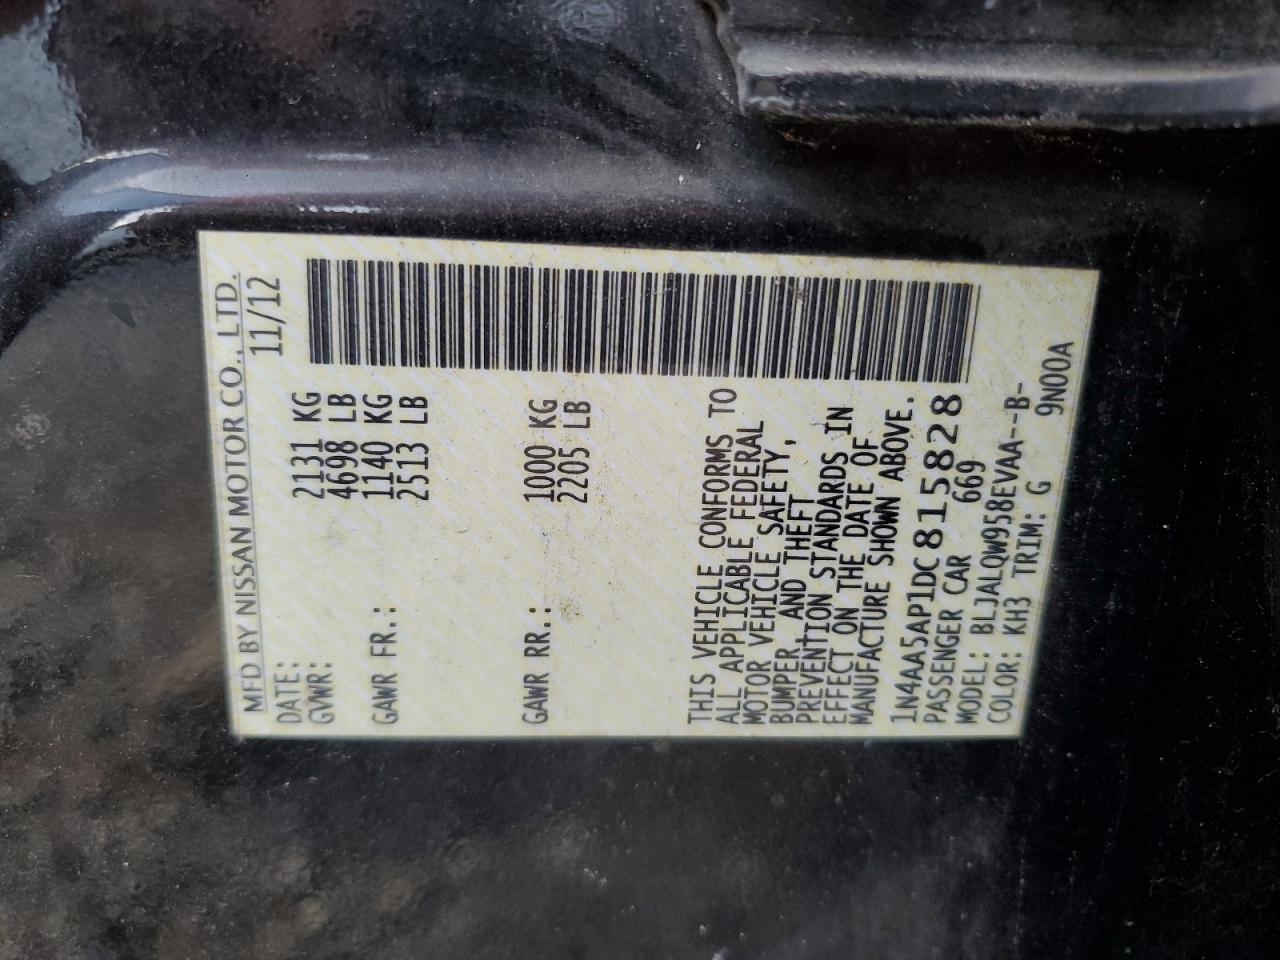 MFD BY NISSAN MOTOR CO., LTD.
DATE: 11/12
GVWR: 2131 KG
4698 LB
GAWR FR.: 1140 KG
2513 LB
GAWR RR.: 1000 KG
2205 LB
THIS VEHICLE CONFORMS TO
ALL APPLICABLE FEDERAL
MOTOR VEHICLE SAFETY,
BUMPER AND THEFT
PREVENTION STANDARDS IN
EFFECT ON THE DATE OF
MANUFACTURE SHOWN ABOVE.
1N4AA5AP1DC815828
PASSENGER CAR 669
MODEL: BLJALQW958EVAA--B-
COLOR: KH3 TRIM: G 9N00A